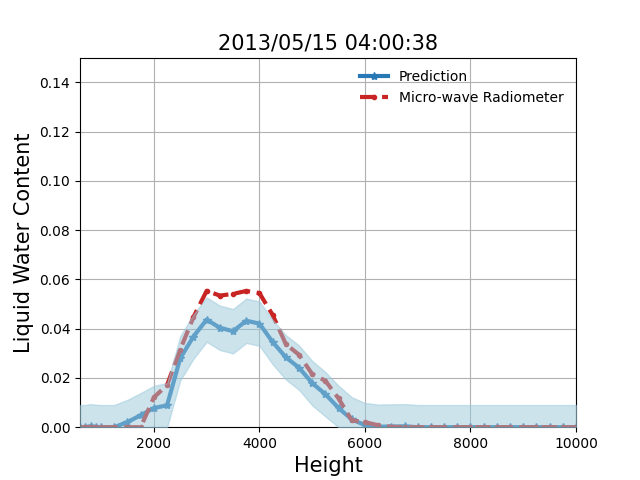 2013/05/15 04:00:38
Prediction
Micro-wave Radiometer
0.14
0.12
0.10
0.08
0.06
0.04
0.02
0.00
Liquid Water Content
2000 4000 6000 8000 10000
Height